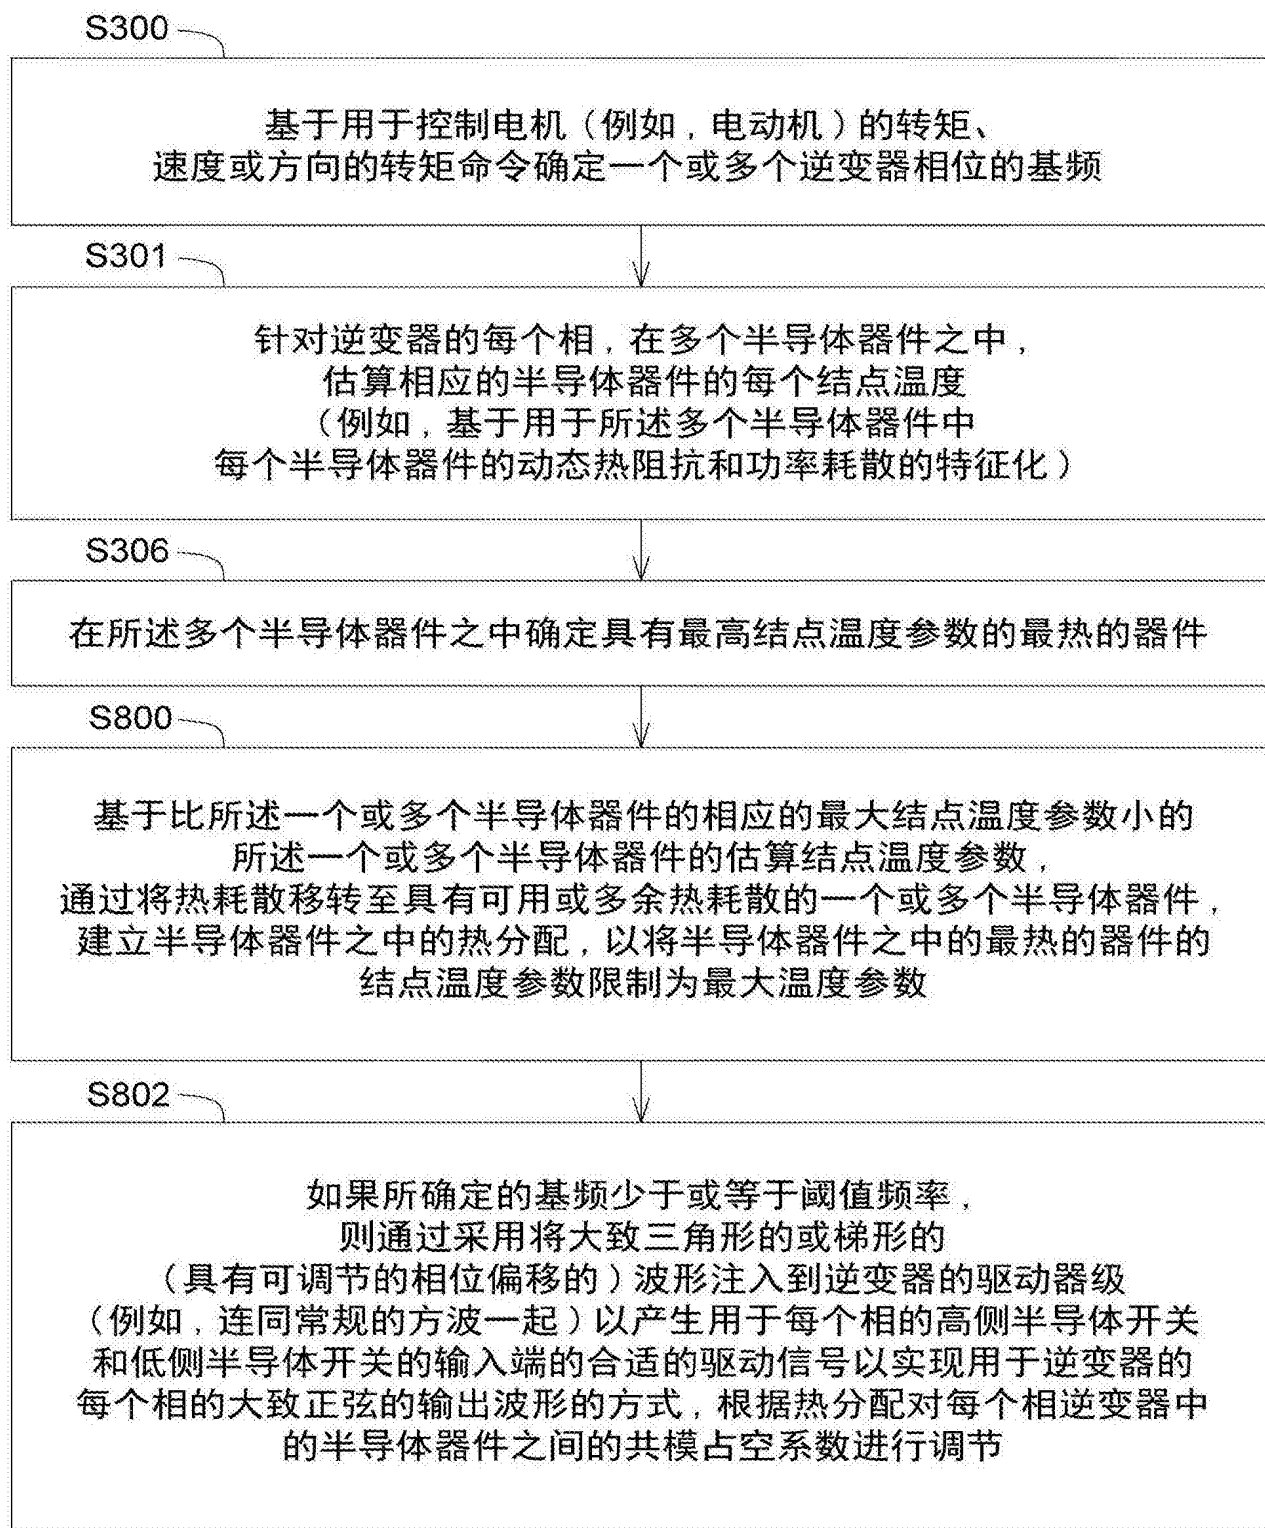 S300
基于用于控制电机（例如，电动机）的转矩、
速度或方向的转矩命令确定一个或多个逆变器相位的基频
S301
针对逆变器的每个相，在多个半导体器件之中，
估算相应的半导体器件的每个结点温度
（例如，基于用于所述多个半导体器件中
每个半导体器件的动态热阻抗和功率耗散的特征化）
S306
在所述多个半导体器件之中确定具有最高结点温度参数的最热的器件
S800
基于比所述一个或多个半导体器件的相应的最大结点温度参数小的
所述一个或多个半导体器件的估算结点温度参数，
通过将热耗散移转至具有可用或多余热耗散的一个或多个半导体器件，
建立半导体器件之中的热分配，以将半导体器件之中的最热的器件的
结点温度参数限制为最大温度参数
S802
如果所确定的基频少于或等于阈值频率，
则通过采用将大致三角形的或梯形的
（具有可调节的相位偏移的）波形注入到逆变器的驱动器级
（例如，连同常规的方波一起）以产生用于每个相的高侧半导体开关
和低侧半导体开关的输入端的合适的驱动信号以实现用于逆变器的
每个相的大致正弦的输出波形的方式，根据热分配对每个相逆变器中
的半导体器件之间的共模占空系数进行调节